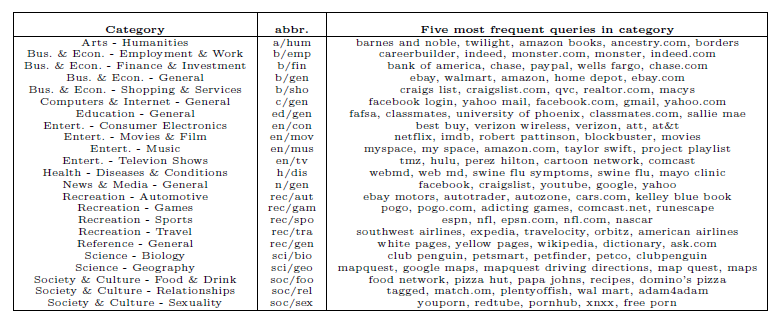 Category abbr. Five most frequent queries in category
Arts - Humanities a/hum barnes and noble, twilight, amazon books, ancestry.com, borders
Bus. & Econ. - Employment & Work b/emp careerbuilder, indeed, monster.com, monster, indeed.com
Bus. & Econ. - Finance & Investment b/fin bank of america, chase, paypal, wells fargo, chase.com
Bus. & Econ. - General b/gen ebay, walmart, amazon, home depot, ebay.com
Bus. & Econ. - Shopping & Services b/sho craigs list, craigslist.com, qvc, realtor.com, macys
Computers & Internet - General c/gen facebook login, yahoo mail, facebook.com, gmail, yahoo.com
Education - General ed/gen fafsa, classmates, university of phoenix, classmates.com, sallie mae
Entert. - Consumer Electronics en/con best buy, verizon wireless, verizon, att, at&t
Entert. - Movies & Film en/mov netflix, imdb, robert pattinson, blockbuster, movies
Entert. - Music en/mus myspace, my space, amazon.com, taylor swift, project playlist
Entert. - Televion Shows en/tv tmz, hulu, perez hilton, cartoon network, comcast
Health - Diseases & Conditions h/dis webmd, web md, swine flu symptoms, swine flu, mayo clinic
News & Media - General n/gen facebook, craigslist, youtube, google, yahoo
Recreation - Automotive rec/aut ebay motors, autotrader, autozone, cars.com, kelley blue book
Recreation - Games rec/gam pogo, pogo.com, adicting games, comcast.net, runescape
Recreation - Sports rec/spo espn, nfl, epsn.com, nfl.com, nascar
Recreation - Travel rec/tra southwest airlines, expedia, travelocity, orbitz, american airlines
Reference - General rec/gen white pages, yellow pages, wikipedia, dictionary, ask.com
Science - Biology sci/bio club penguin, petsmart, petfinder, petco, clubpenguin
Science - Geography sci/geo mapquest, google maps, mapquest driving directions, map quest, maps
Society & Culture - Food & Drink soc/foo food network, pizza hut, papa johns, recipes, domino's pizza
Society & Culture - Relationships soc/rel tagged, match.om, plentyoffish, wal mart, adam4adam
Society & Culture - Sexuality soc/sex youporn, redtube, pornhub, xnxx, free porn